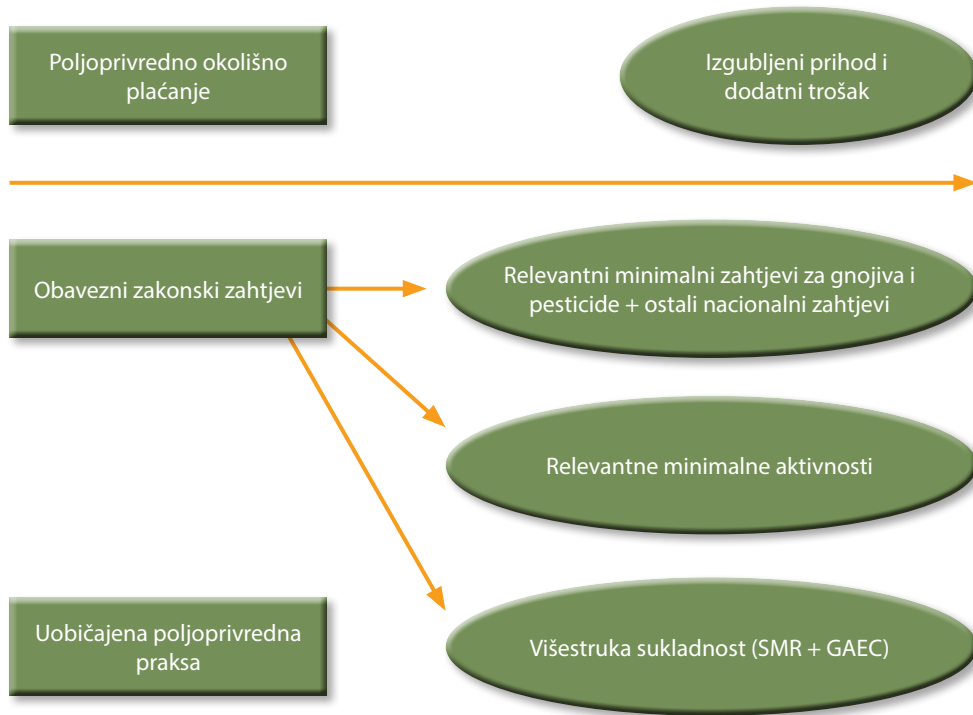 Poljoprivredno okolišno
plaćanje
Izgubljeni prihod i
dodatni trošak
Obavezni zakonski zahtjevi
Relevantni minimalni zahtjevi za gnojiva i
pesticide + ostali nacionalni zahtjevi
Relevantne minimalne aktivnosti
Uobičajena poljoprivredna
praksa
Višestruka sukladnost (SMR + GAEC)